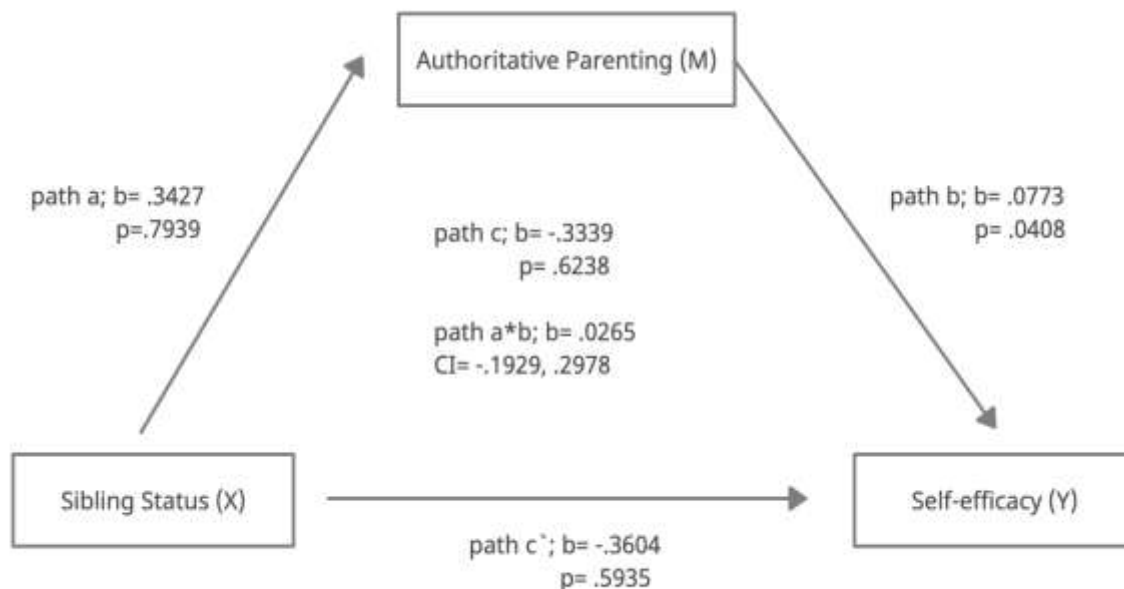 Authoritative Parenting (M)
path a; b= .3427
p=.7939
path b; b= .0773
p= .0408
path c; b= -.3339
p= .6238
path a*b; b= .0265
CI= -.1929, .2978
Sibling Status (X)
Self-efficacy (Y)
path c`; b= -.3604
p= .5935